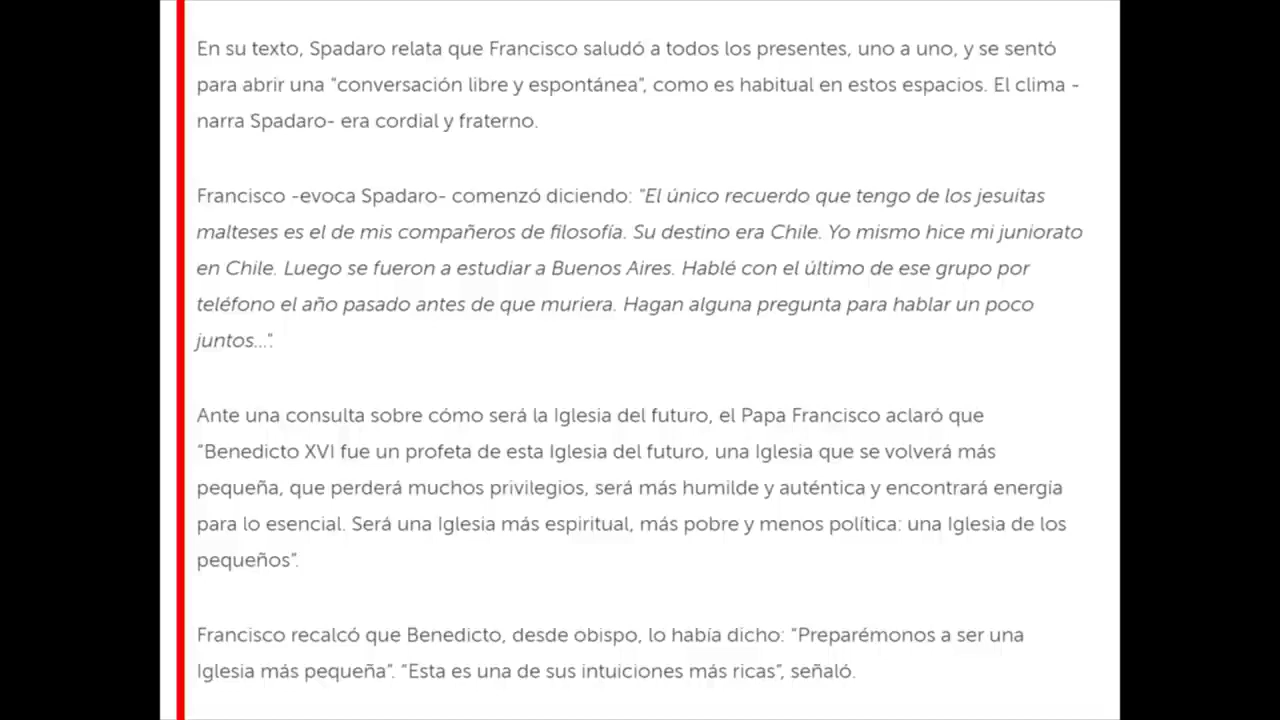 En su texto, Spadaro relata que Francisco saludó a todos los presentes, uno a uno, y se sentó
para abrir una “conversación libre y espontánea”, como es habitual en estos espacios. El clima -
narra Spadaro- era cordial y fraterno.
Francisco -evoca Spadaro- comenzó diciendo: “El único recuerdo que tengo de los jesuitas
malteses es el de mis compañeros de filosofía. Su destino era Chile. Yo mismo hice mi juniorato
en Chile. Luego se fueron a estudiar a Buenos Aires. Hablé con el último de ese grupo por
teléfono el año pasado antes de que muriera. Hagan alguna pregunta para hablar un poco
juntos...”.
Ante una consulta sobre cómo será la Iglesia del futuro, el Papa Francisco aclaró que
“Benedicto XVI fue un profeta de esta Iglesia del futuro, una Iglesia que se volverá más
pequeña, que perderá muchos privilegios, será más humilde y auténtica y encontrará energía
para lo esencial. Será una Iglesia más espiritual, más pobre y menos política: una Iglesia de los
pequeños”.
Francisco recalcó que Benedicto, desde obispo, lo había dicho: “Preparémonos a ser una
Iglesia más pequeña”. “Esta es una de sus intuiciones más ricas”, señaló.